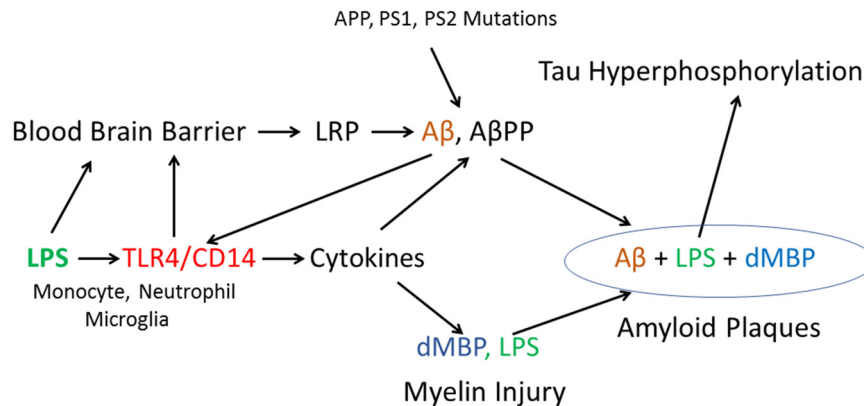 APP, PS1, PS2 Mutations
Tau Hyperphosphorylation
Blood Brain Barrier
LRP
Aβ, AβPP
LPS
TLR4/CD14
Cytokines
Aβ + LPS + dMBP
Monocyte, Neutrophil
Microglia
Amyloid Plaques
dMBP, LPS
Myelin Injury